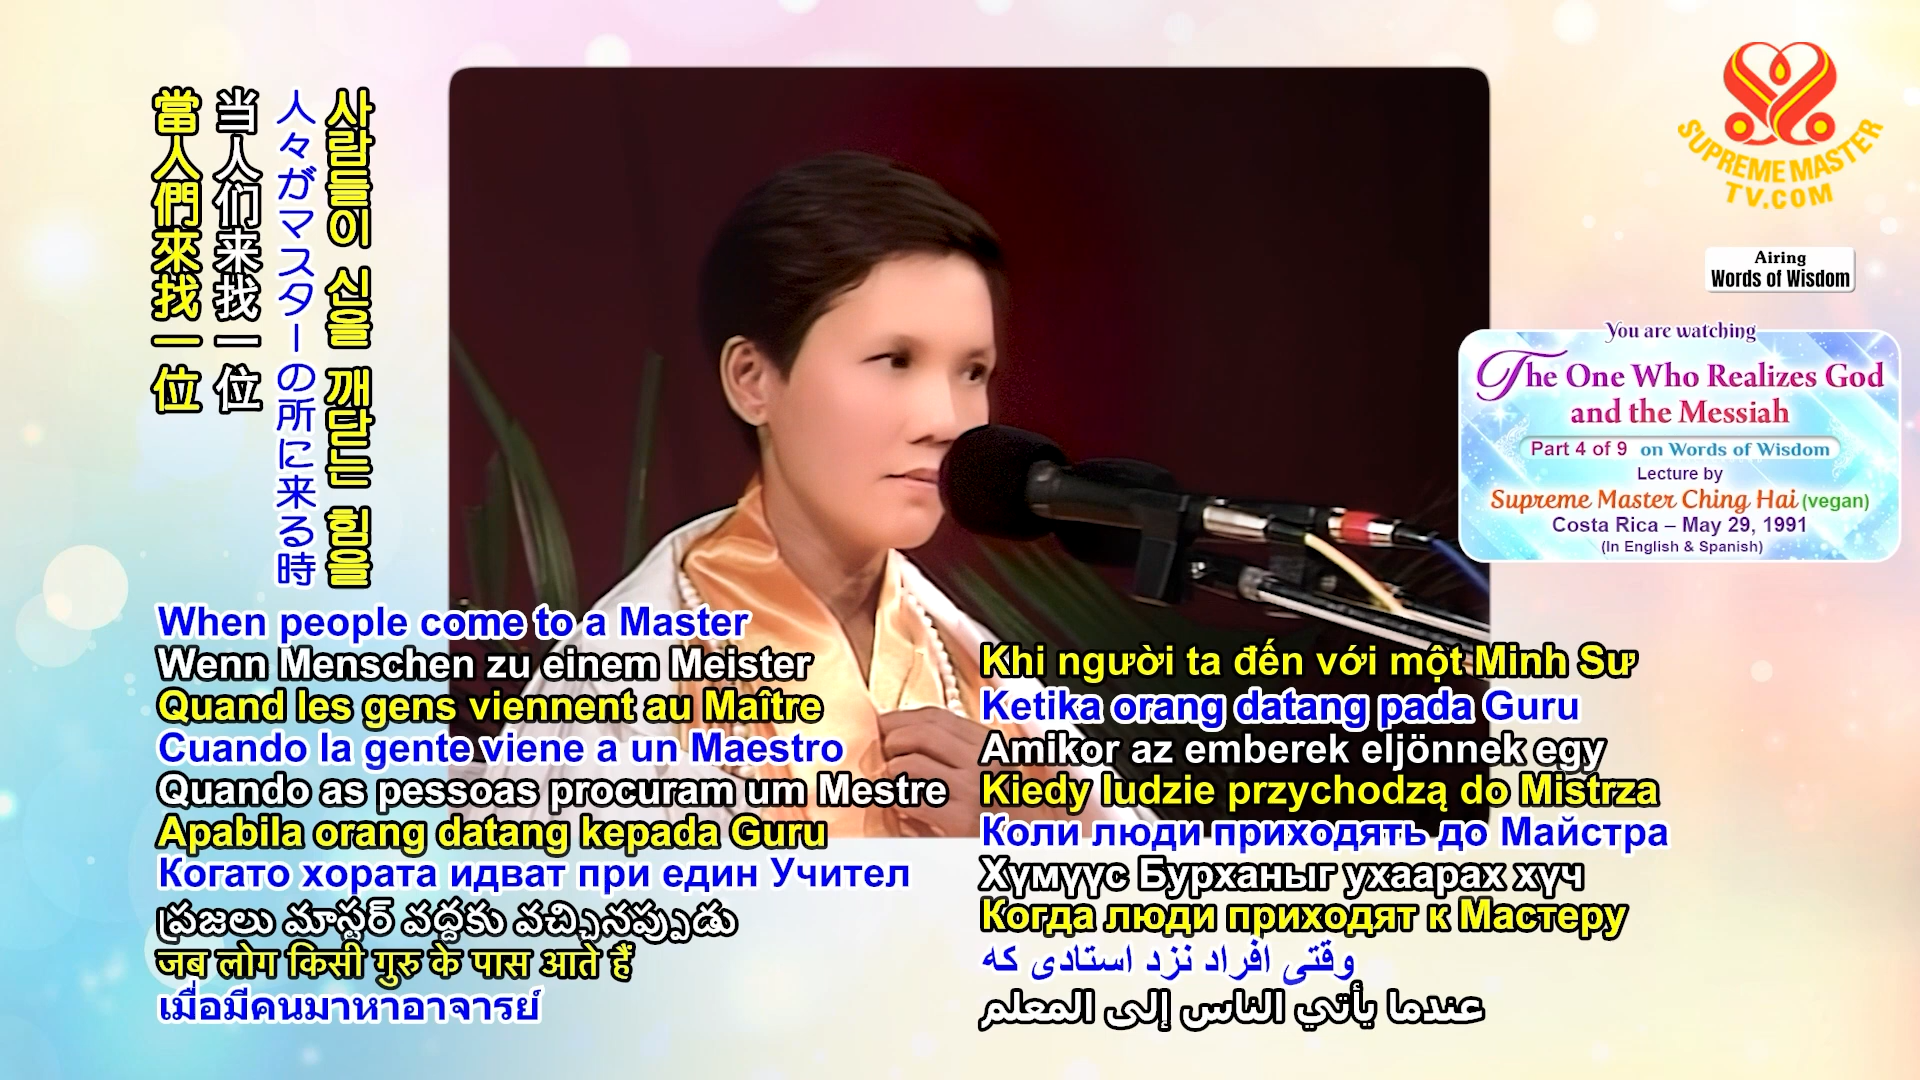 當人們來找一位
当人们来找一位
人々がマスターの所に来る時
사람들이 신을 깨닫는 힘을
When people come to a Master
Wenn Menschen zu einem Meister
Quand les gens viennent au Maître
Cuando la gente viene a un Maestro
Quando as pessoas procuram um Mestre
Apabila orang datang kepada Guru
Когато хората идват при един Учител
ప్రజలు మాస్టర్ వద్దకు వచ్చినప్పుడు
जब लोग किसी गुरु के पास आते हैं
เมื่อมีคนมาหาอาจารย์
Khi người ta đến với một Minh Sư
Ketika orang datang pada Guru
Amikor az emberek eljönnek egy
Kiedy ludzie przychodzą do Mistrza
Коли люди приходять до Майстра
Хүмүүс Бурханыг ухаарах хүч
Когда люди приходят к Мастеру
وقتی افراد نزد استادی که
عندما يأتي الناس إلى المعلم
SUPREME MASTER
TV.COM
Airing
Words of Wisdom
You are watching
The One Who Realizes God
and the Messiah
Part 4 of 9 on Words of Wisdom
Lecture by
Supreme Master Ching Hai (vegan)
Costa Rica – May 29, 1991
(In English & Spanish)